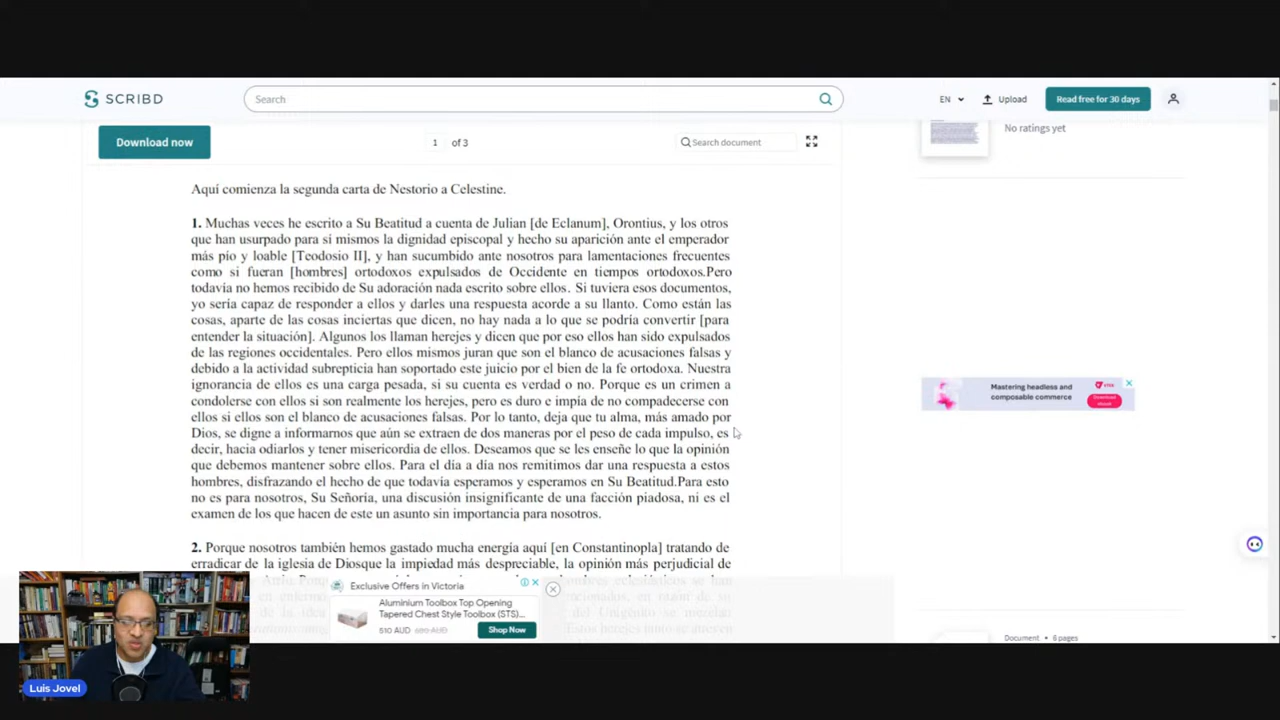 SCRIBD
Search
EN
Upload
Read free for 30 days
Download now
1 of 3
Search document
No ratings yet
Aquí comienza la segunda carta de Nestorio a Celestine.
1. Muchas veces he escrito a Su Beatitud a cuenta de Julian [de Eclanum], Orontius, y los otros
que han usurpado para sí mismos la dignidad episcopal y hecho su aparición ante el emperador
más pío y loable [Teodosio II], y han sucumbido ante nosotros para lamentaciones frecuentes
como si fueran [hombres] ortodoxos expulsados de Occidente en tiempos ortodoxos.Pero
todavía no hemos recibido de Su adoración nada escrito sobre ellos. Si tuviera esos documentos,
yo sería capaz de responder a ellos y darles una respuesta acorde a su llanto. Como están las
cosas, aparte de las cosas inciertas que dicen, no hay nada a lo que se podría convertir [para
entender la situación]. Algunos los llaman herejes y dicen que por eso ellos han sido expulsados
de las regiones occidentales. Pero ellos mismos juran que son el blanco de acusaciones falsas y
debido a la actividad subrepticia han soportado este juicio por el bien de la fe ortodoxa. Nuestra
ignorancia de ellos es una carga pesada, si su cuenta es verdad o no. Porque es un crimen a
condolerse con ellos si son realmente los herejes, pero es duro e impía de no compadecerse con
ellos si ellos son el blanco de acusaciones falsas. Por lo tanto, deja que tu alma, más amado por
Dios, se digne a informarnos que aún se extraen de dos maneras por el peso de cada impulso, es
decir, hacia odiarlos y tener misericordia de ellos. Deseamos que se les enseñe lo que la opinión
que debemos mantener sobre ellos. Para el día a día nos remitimos dar una respuesta a estos
hombres, disfrazando el hecho de que todavía esperamos y esperamos en Su Beatitud.Para esto
no es para nosotros, Su Señoría, una discusión insignificante de una facción piadosa, ni es el
examen de los que hacen de este un asunto sin importancia para nosotros.
2. Porque nosotros también hemos gastado mucha energía aquí [en Constantinopla] tratando de
erradicar de la iglesia de Diosque la impiedad más despreciable, la opinión más perjudicial de
Mastering headless and
composable commerce
Exclusive Offers in Victoria
Aluminium Toolbox Top Opening
Tapered Chest Style Toolbox (STS)...
510 AUD 680 AUD
Shop Now
Document • 6 pages
Luis Jovel